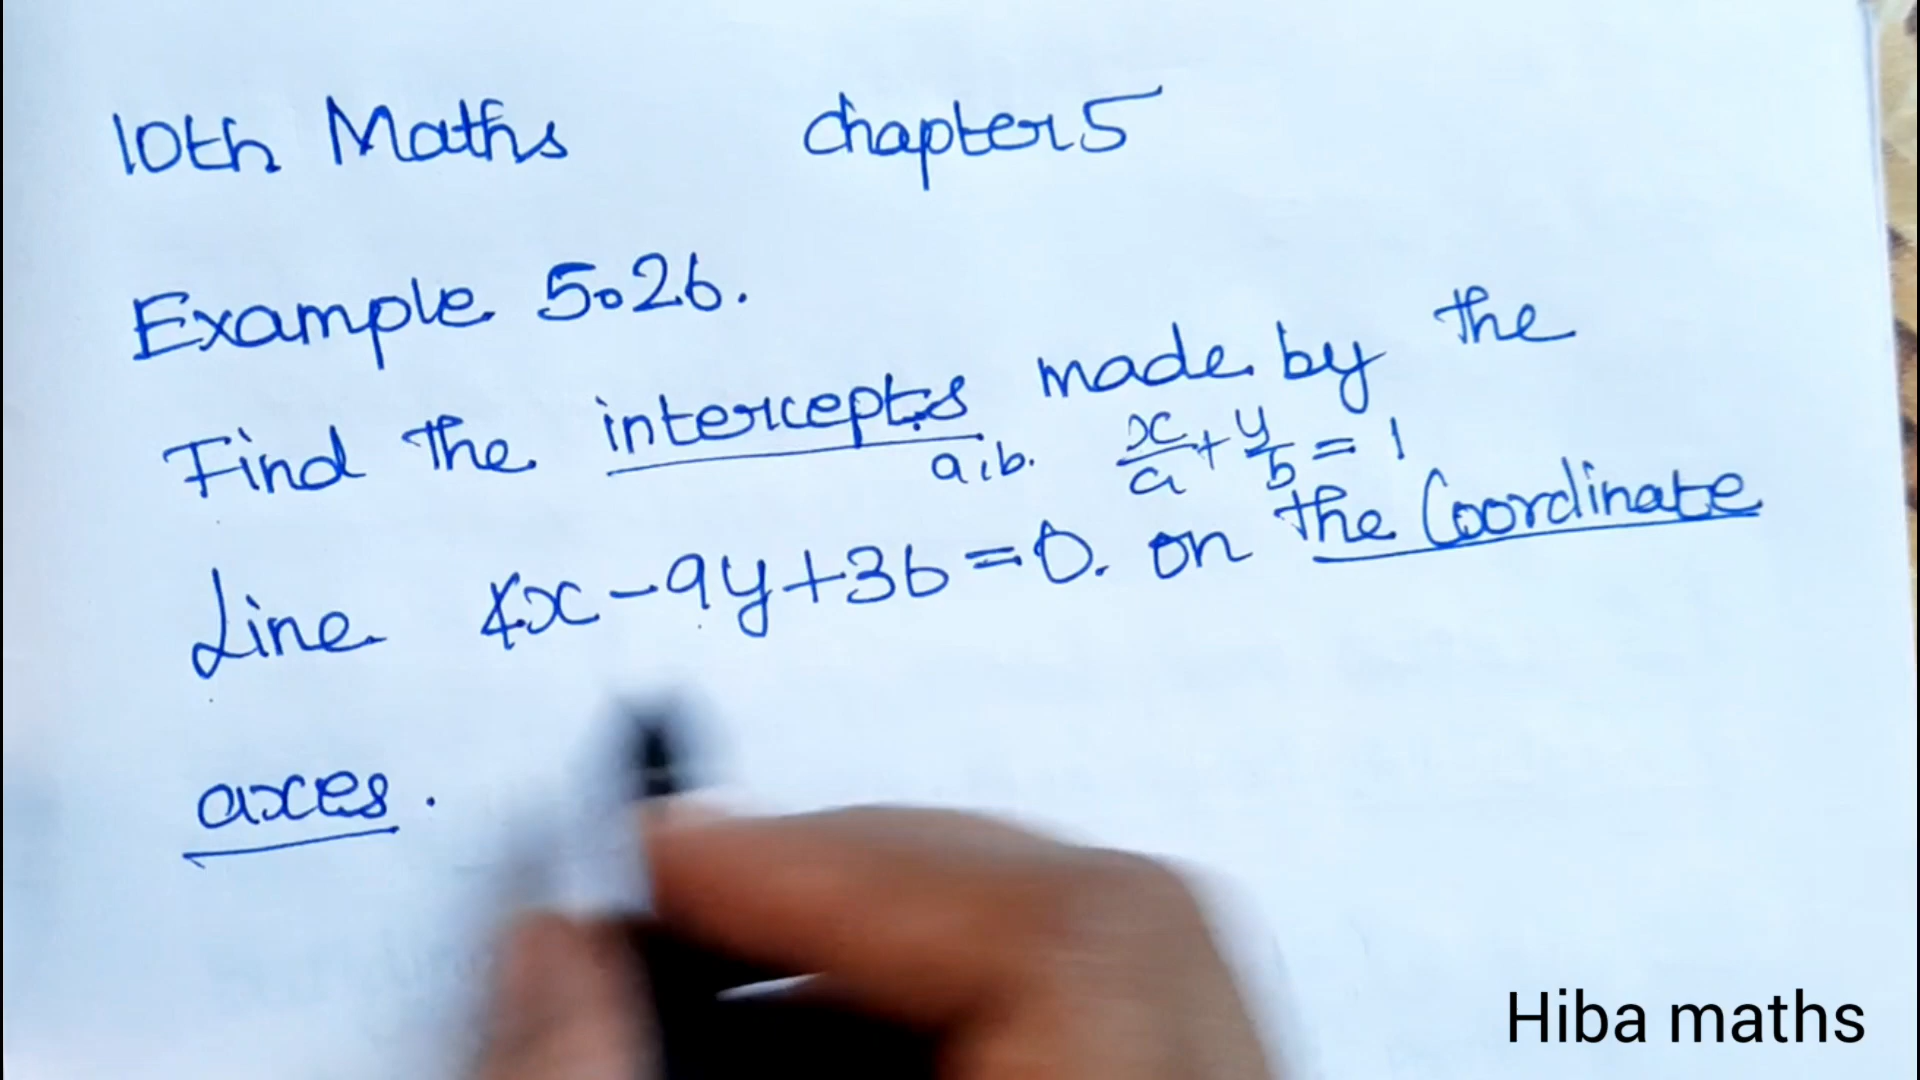 10th Maths chapter 5
Example 5.26.
Find the intercepts made by the
a,b. x/a + y/b = 1
Line 4x-9y+36=0. on the Coordinate
axes.
Hiba maths